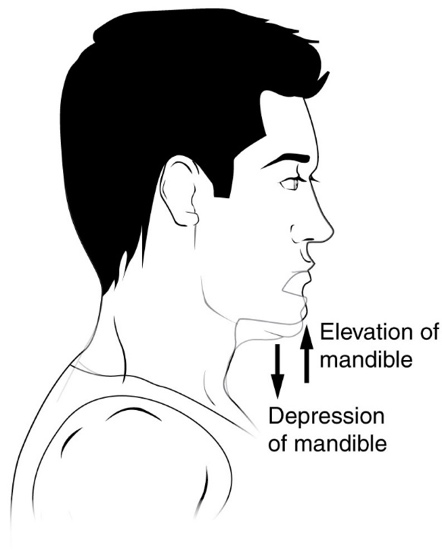 Elevation of
mandible
Depression
of mandible